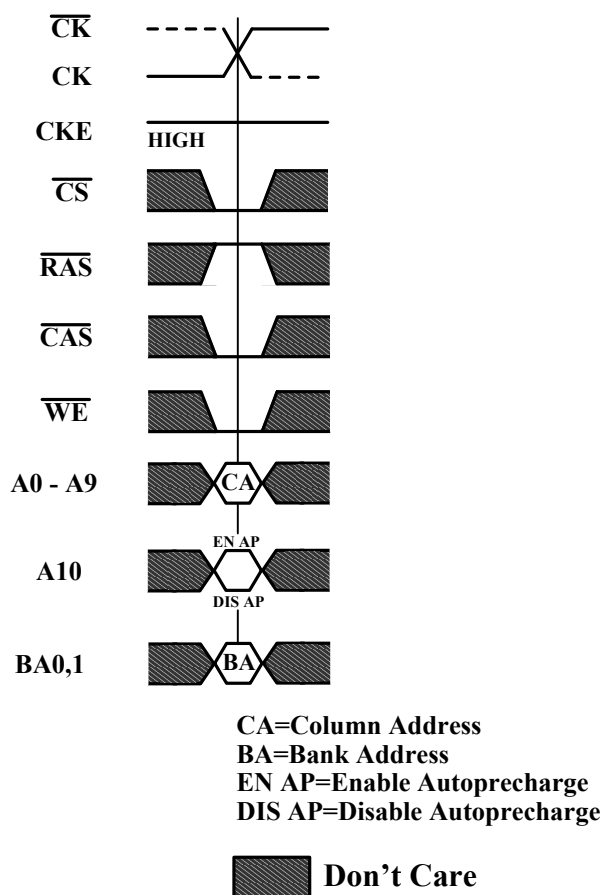 CK
CK
CKE
HIGH
CS
RAS
CAS
WE
A0 - A9
CA
EN AP
A10
DIS AP
BA0,1
BA
CA=Column Address
BA=Bank Address
EN AP=Enable Autoprecharge
DIS AP=Disable Autoprecharge
Don't Care